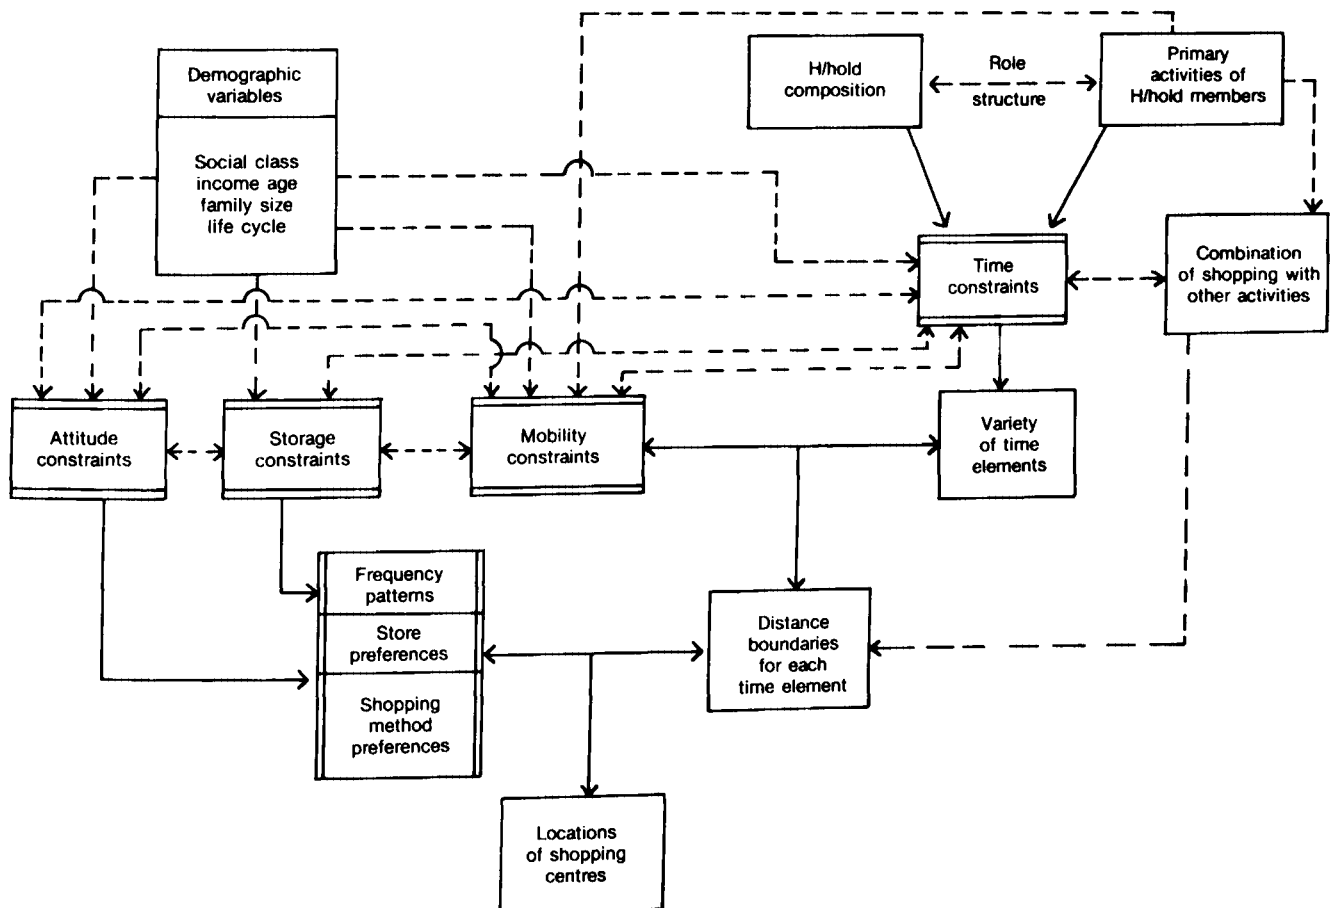 Demographic
variables
Social class
income age
family size
life cycle
H/hold
composition
Role
structure
Primary
activities of
H/hold members
Time
constraints
Combination
of shopping with
other activities
Attitude
constraints
Storage
constraints
Mobility
constraints
Variety
of time
elements
Frequency
patterns
Store
preferences
Shopping
method
preferences
Distance
boundaries
for each
time element
Locations
of shopping
centres